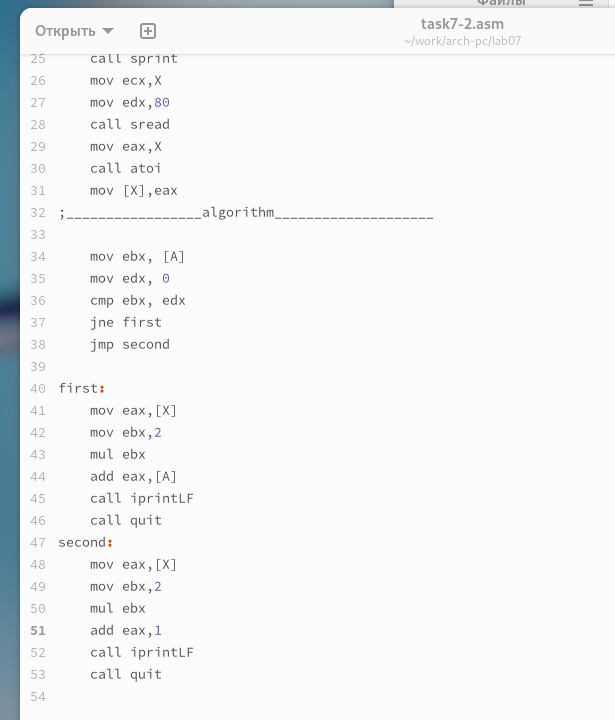 Файлы
Открыть
task7-2.asm
~/work/arch-pc/lab07
25 call sprint
26 mov ecx,X
27 mov edx,80
28 call sread
29 mov eax,X
30 call atoi
31 mov [X],eax
32 ;_________________algorithm____________________
33
34 mov ebx, [A]
35 mov edx, 0
36 cmp ebx, edx
37 jne first
38 jmp second
39
40 first:
41 mov eax,[X]
42 mov ebx,2
43 mul ebx
44 add eax,[A]
45 call iprintLF
46 call quit
47 second:
48 mov eax,[X]
49 mov ebx,2
50 mul ebx
51 add eax,1
52 call iprintLF
53 call quit
54